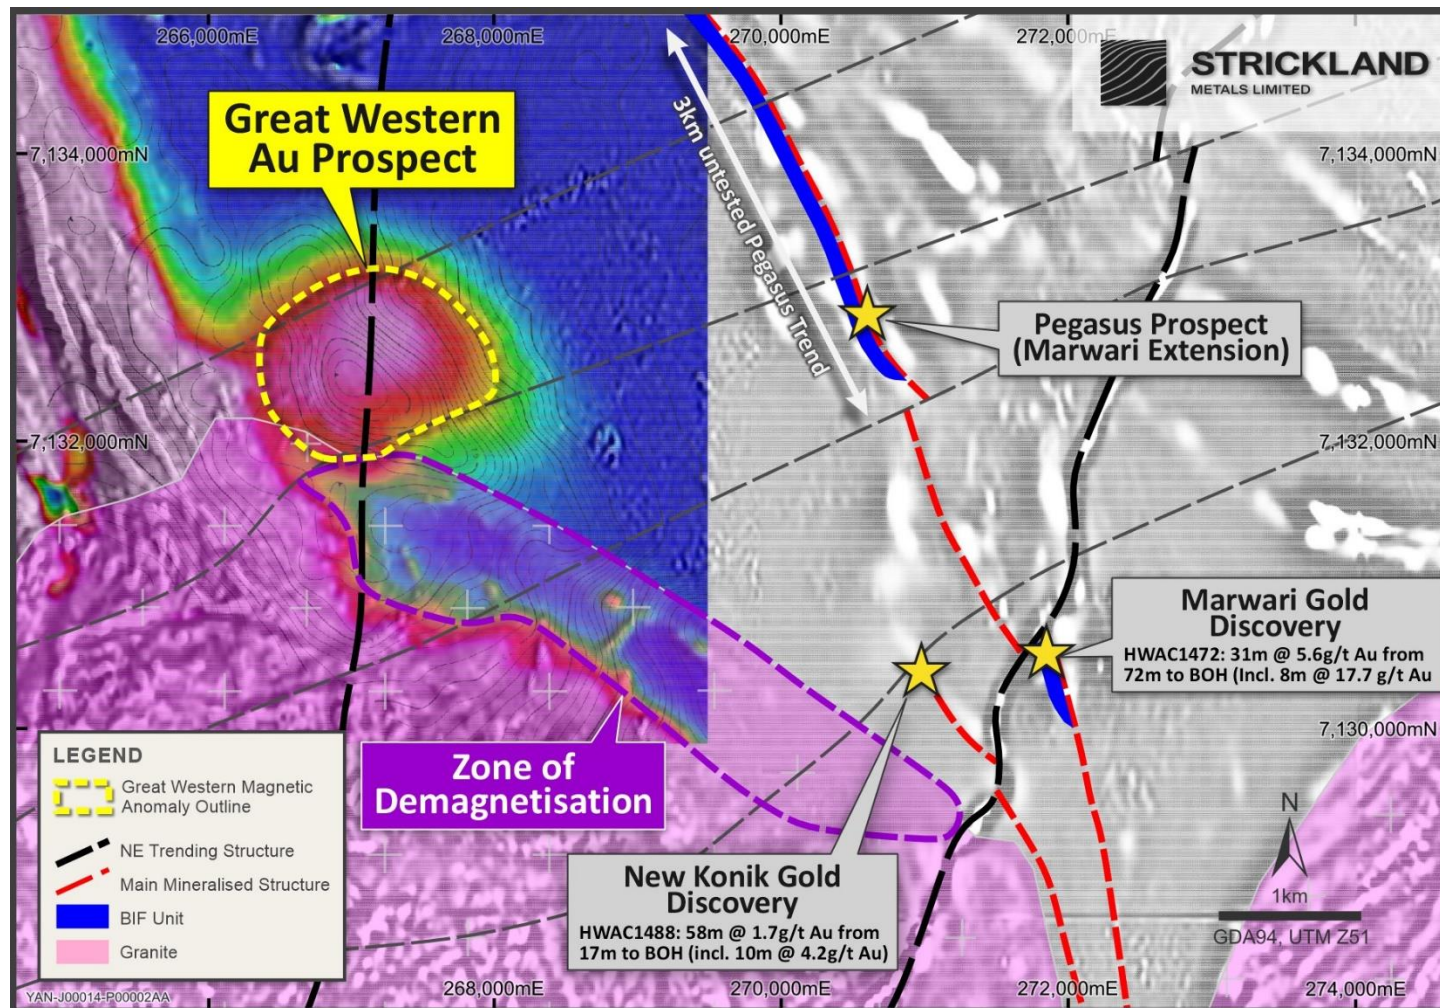 266,000mE
268,000mE
270,000mE
272,000mE
STRICKLAND
METALS LIMITED
Great Western
Au Prospect
7,134,000mN
7,134,000mN
3km untested Pegasus Trend
Pegasus Prospect
(Marwari Extension)
7,132,000mN
7,132,000mN
Marwari Gold
Discovery
HWAC1472: 31m @ 5.6g/t Au from
72m to BOH (Incl. 8m @ 17.7 g/t Au
7,130,000mN
LEGEND
Great Western Magnetic
Anomaly Outline
NE Trending Structure
Main Mineralised Structure
BIF Unit
Granite
Zone of
Demagnetisation
New Konik Gold
Discovery
HWAC1488: 58m @ 1.7g/t Au from
17m to BOH (incl. 10m @ 4.2g/t Au)
N
1km
GDA94, UTM Z51
YAN-J00014-P00002AA
268,000mE
270,000mE
272,000mE
274,000mE